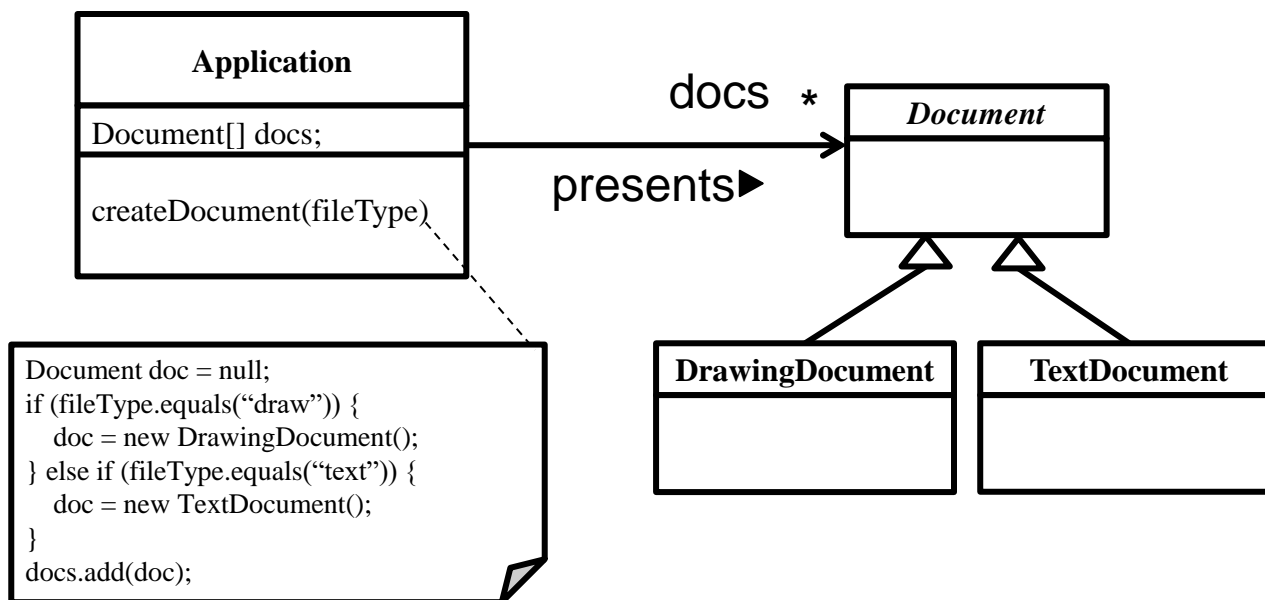 Application
Document[] docs;
createDocument(fileType)
docs *
presents▶
Document
DrawingDocument
TextDocument
Document doc = null;
if (fileType.equals(“draw”)) {
doc = new DrawingDocument();
} else if (fileType.equals(“text”)) {
doc = new TextDocument();
}
docs.add(doc);